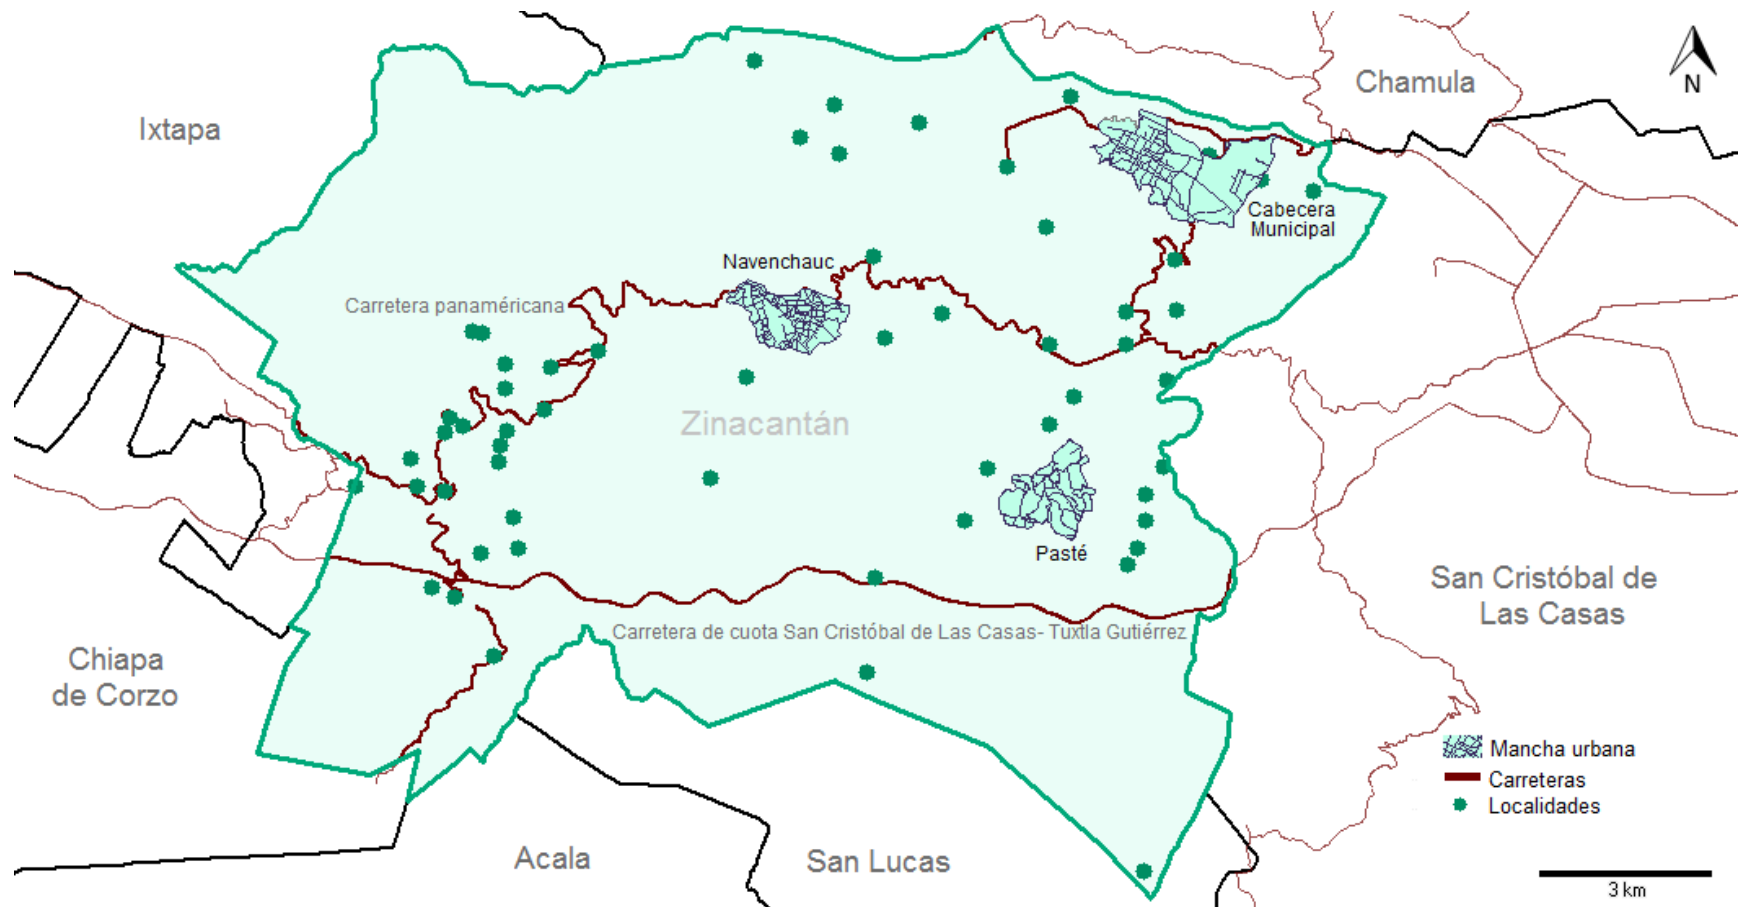 Chamula
N
Ixtapa
Cabecera
Municipal
Navenchauc
Carretera panaméricana
Zinacantán
Pasté
San Cristóbal de
Las Casas
Carretera de cuota San Cristóbal de Las Casas- Tuxtla Gutiérrez
Chiapa
de Corzo
Mancha urbana
Carreteras
Localidades
Acala
San Lucas
3 km